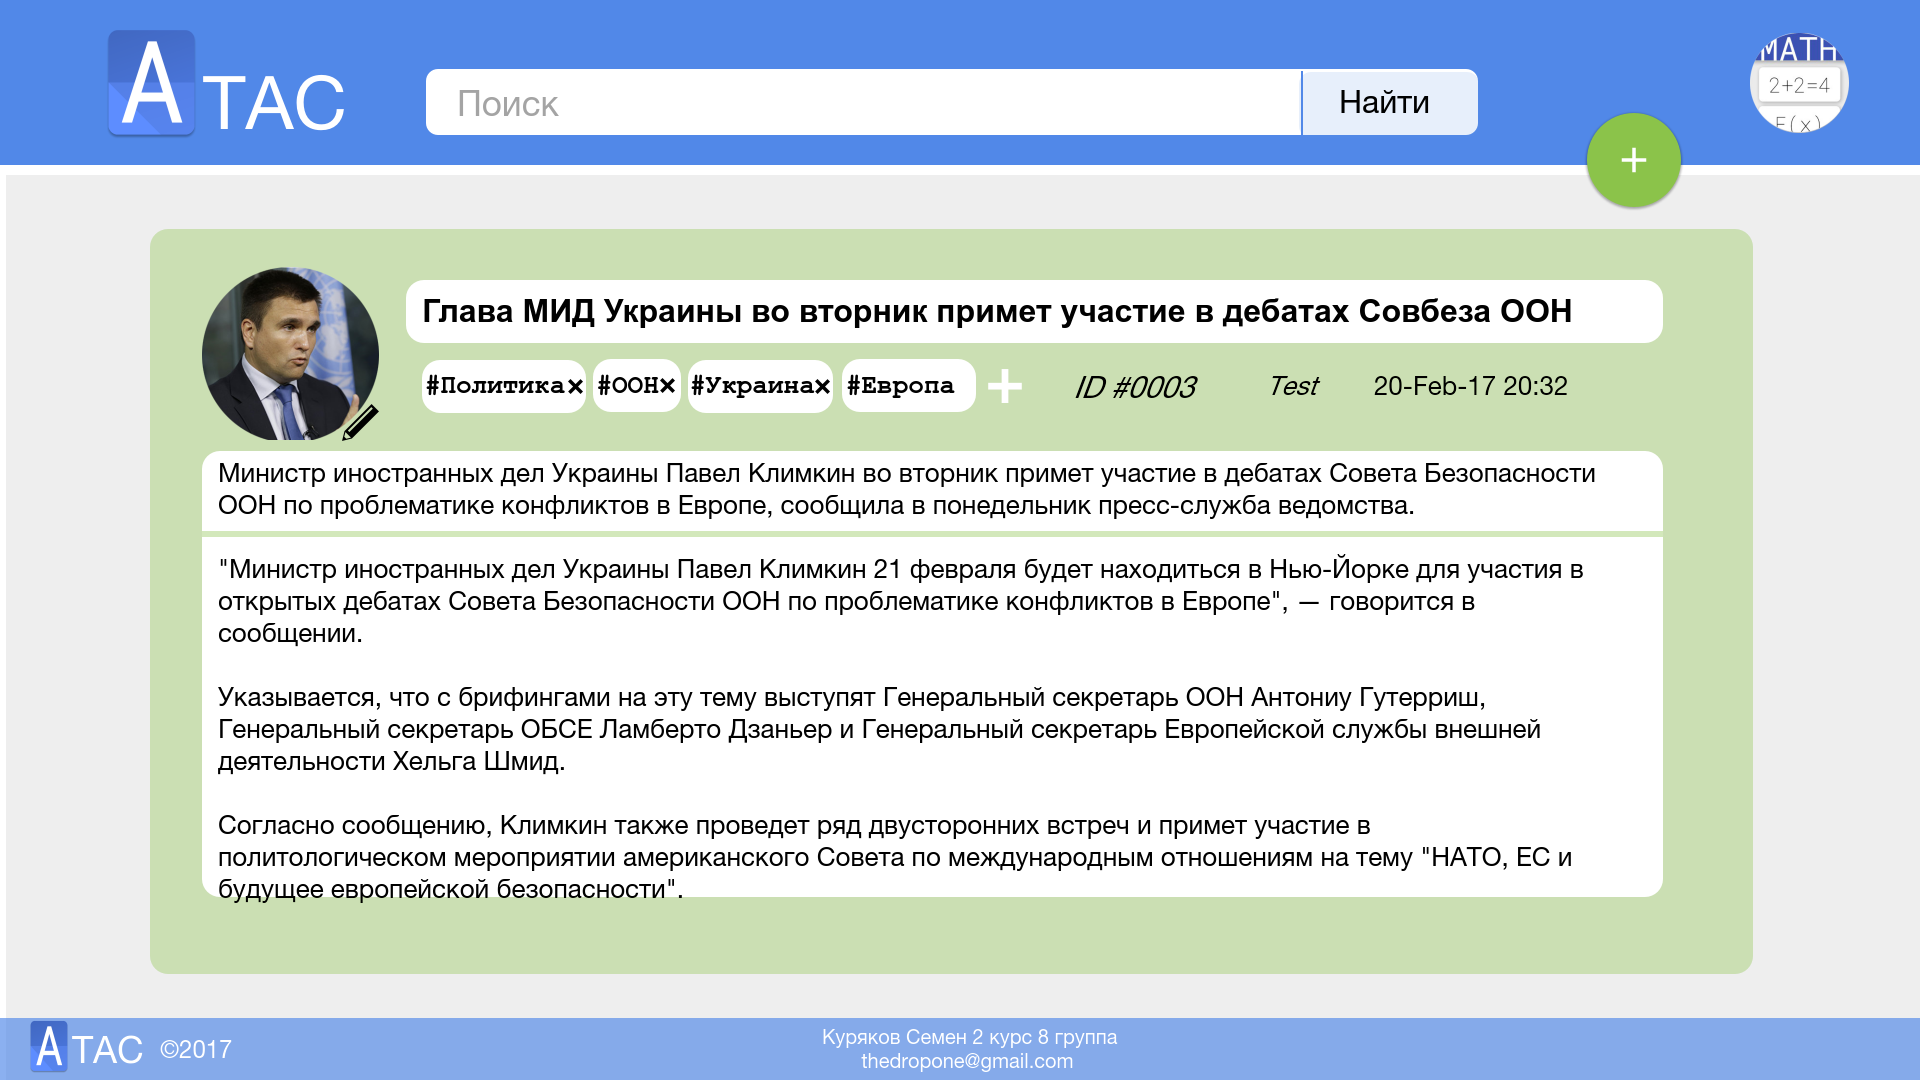 ATAC
Поиск
Найти
MATH
2+2=4
F(x)
+
Глава МИД Украины во вторник примет участие в дебатах Совбеза ООН
#Политика× #ООН× #Украина× #Европа + ID #0003 Test 20-Feb-17 20:32
Министр иностранных дел Украины Павел Климкин во вторник примет участие в дебатах Совета Безопасности
ООН по проблематике конфликтов в Европе, сообщила в понедельник пресс-служба ведомства.
"Министр иностранных дел Украины Павел Климкин 21 февраля будет находиться в Нью-Йорке для участия в
открытых дебатах Совета Безопасности ООН по проблематике конфликтов в Европе", — говорится в
сообщении.
Указывается, что с брифингами на эту тему выступят Генеральный секретарь ООН Антониу Гутерриш,
Генеральный секретарь ОБСЕ Ламберто Дзаньер и Генеральный секретарь Европейской службы внешней
деятельности Хельга Шмид.
Согласно сообщению, Климкин также проведет ряд двусторонних встреч и примет участие в
политологическом мероприятии американского Совета по международным отношениям на тему "НАТО, ЕС и
будущее европейской безопасности".
ATAC ©2017
Куряков Семен 2 курс 8 группа
thedropone@gmail.com